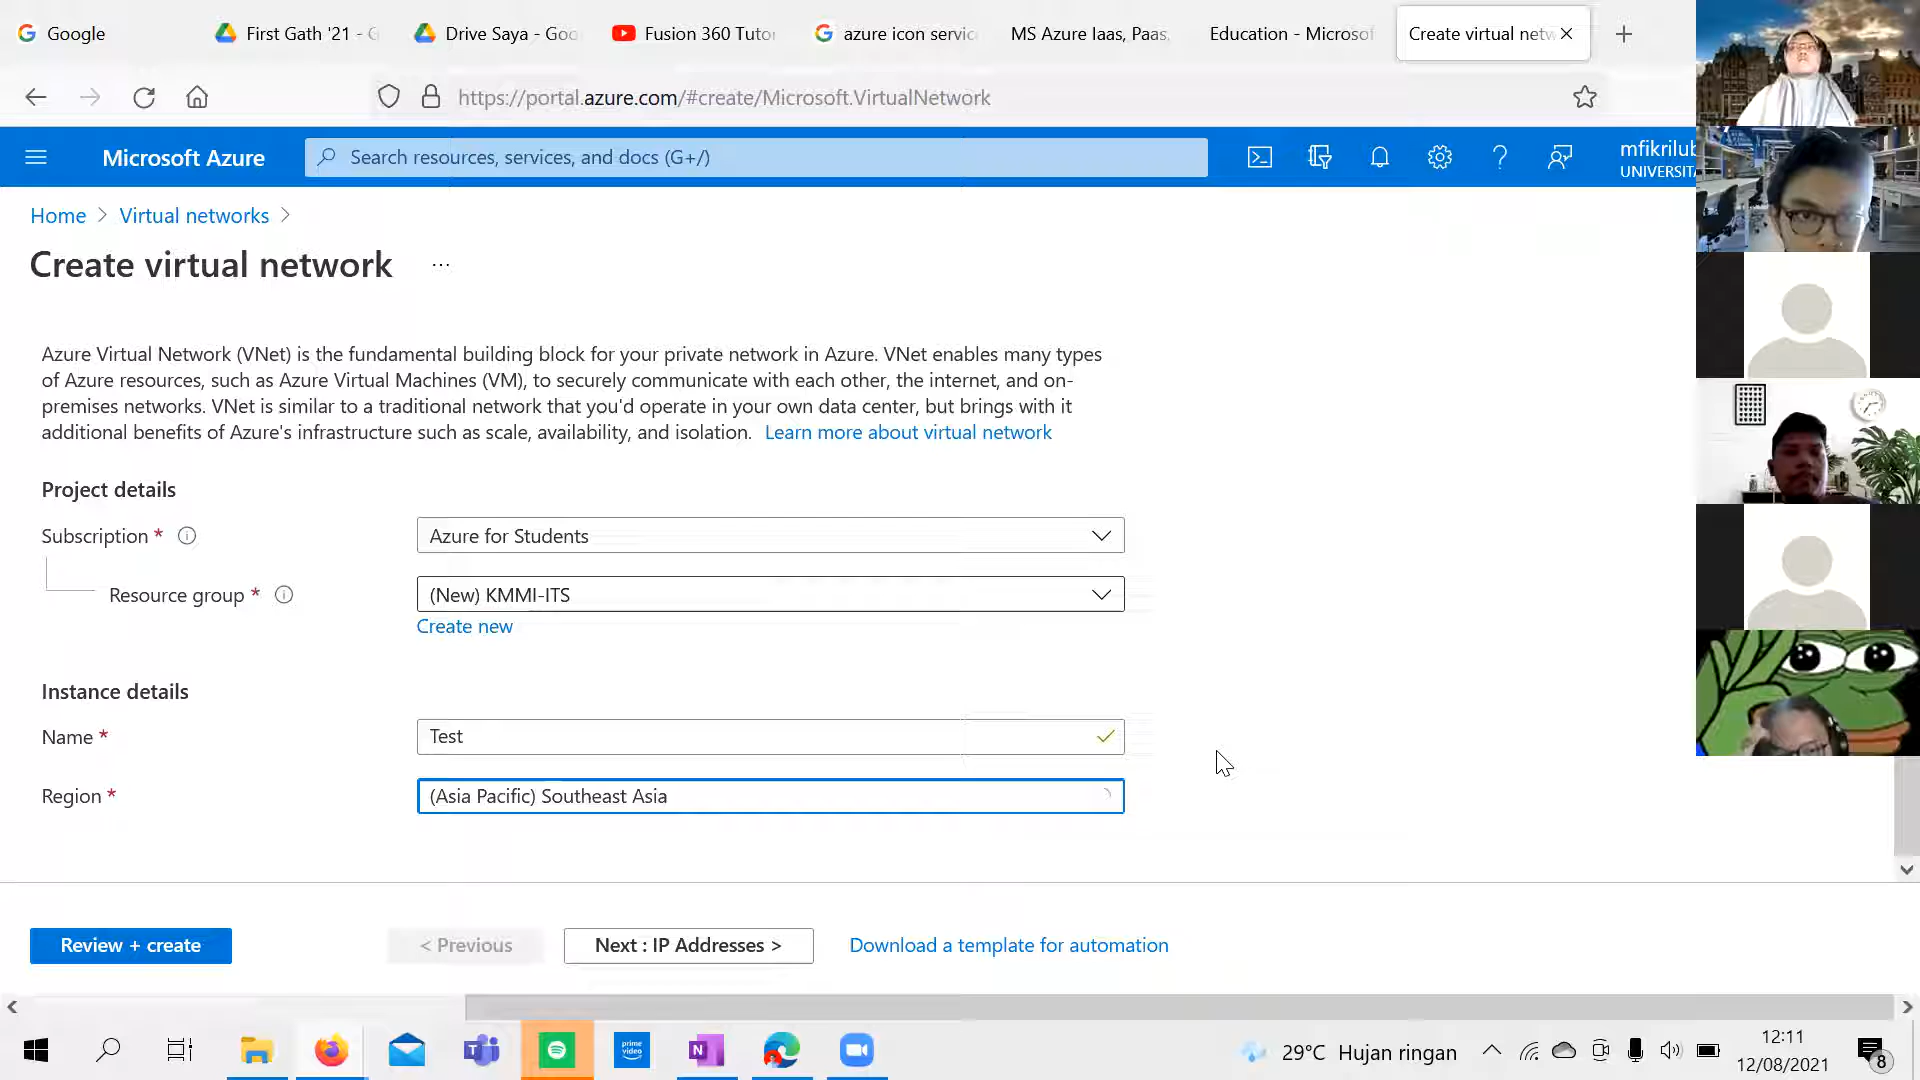 Google
First Gath '21 - G
Drive Saya - Goo
Fusion 360 Tutor
azure icon servic
MS Azure Iaas, Paas,
Education - Microsof
Create virtual netw
https://portal.azure.com/#create/Microsoft.VirtualNetwork
Microsoft Azure
Search resources, services, and docs (G+/)
mfikrilub
UNIVERSITA
Home > Virtual networks >
Create virtual network ...
Azure Virtual Network (VNet) is the fundamental building block for your private network in Azure. VNet enables many types
of Azure resources, such as Azure Virtual Machines (VM), to securely communicate with each other, the internet, and on-
premises networks. VNet is similar to a traditional network that you'd operate in your own data center, but brings with it
additional benefits of Azure's infrastructure such as scale, availability, and isolation. Learn more about virtual network
Project details
Subscription *
Azure for Students
Resource group *
(New) KMMI-ITS
Create new
Instance details
Name *
Test
Region *
(Asia Pacific) Southeast Asia
Review + create
< Previous
Next : IP Addresses >
Download a template for automation
prime video
29°C Hujan ringan
12:11
12/08/2021
8